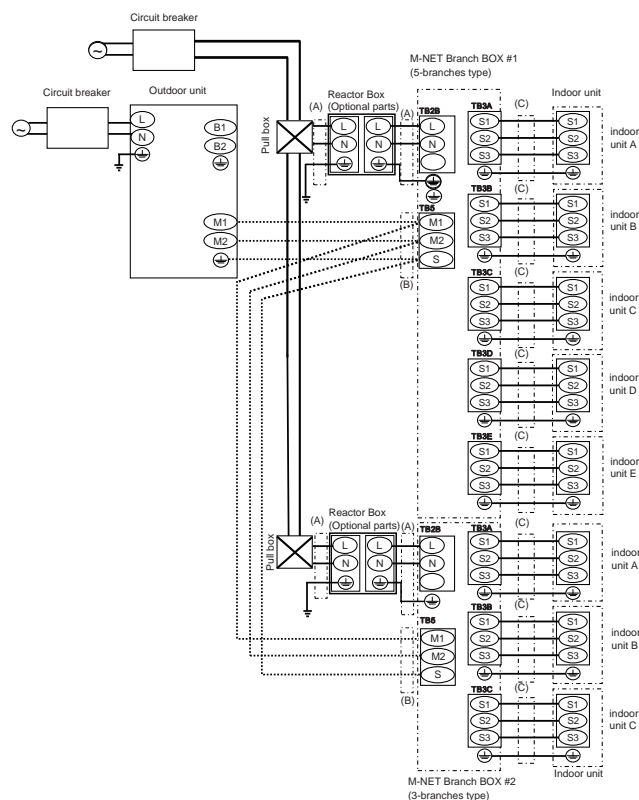 Circuit breaker
~
M-NET Branch BOX #1
(5-branches type)
Circuit breaker
Outdoor unit
Reactor Box
(Optional parts)
(A)
(A)
Pull box
TB2B
TB3A
(C)
Indoor unit
~
L
N
B1
B2
L
N
L
N
L
N
S1
S2
S3
S1
S2
S3
indoor
unit A
TB3B
(C)
S1
S2
S3
S1
S2
S3
indoor
unit B
TB5
M1
M2
M1
M2
S
(B)
TB3C
(C)
S1
S2
S3
S1
S2
S3
indoor
unit C
TB3D
(C)
S1
S2
S3
S1
S2
S3
indoor
unit D
TB3E
(C)
S1
S2
S3
S1
S2
S3
indoor
unit E
Reactor Box
(Optional parts)
(A)
(A)
Pull box
TB2B
L
N
L
N
L
N
TB3A
(C)
S1
S2
S3
S1
S2
S3
indoor
unit A
TB3B
(C)
S1
S2
S3
S1
S2
S3
indoor
unit B
TB5
M1
M2
S
(B)
TB3C
(C)
S1
S2
S3
S1
S2
S3
indoor
unit C
Indoor unit
M-NET Branch BOX #2
(3-branches type)